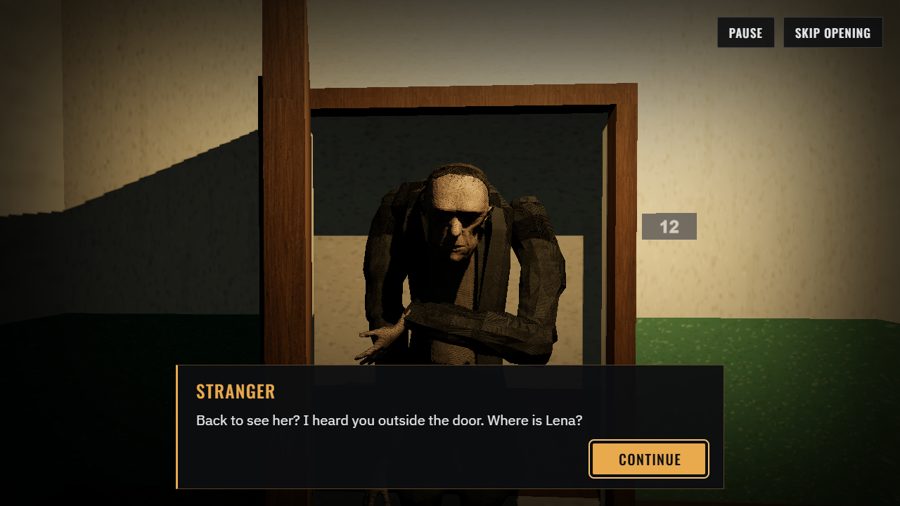 PAUSE
SKIP OPENING
12
STRANGER
Back to see her? I heard you outside the door. Where is Lena?
CONTINUE